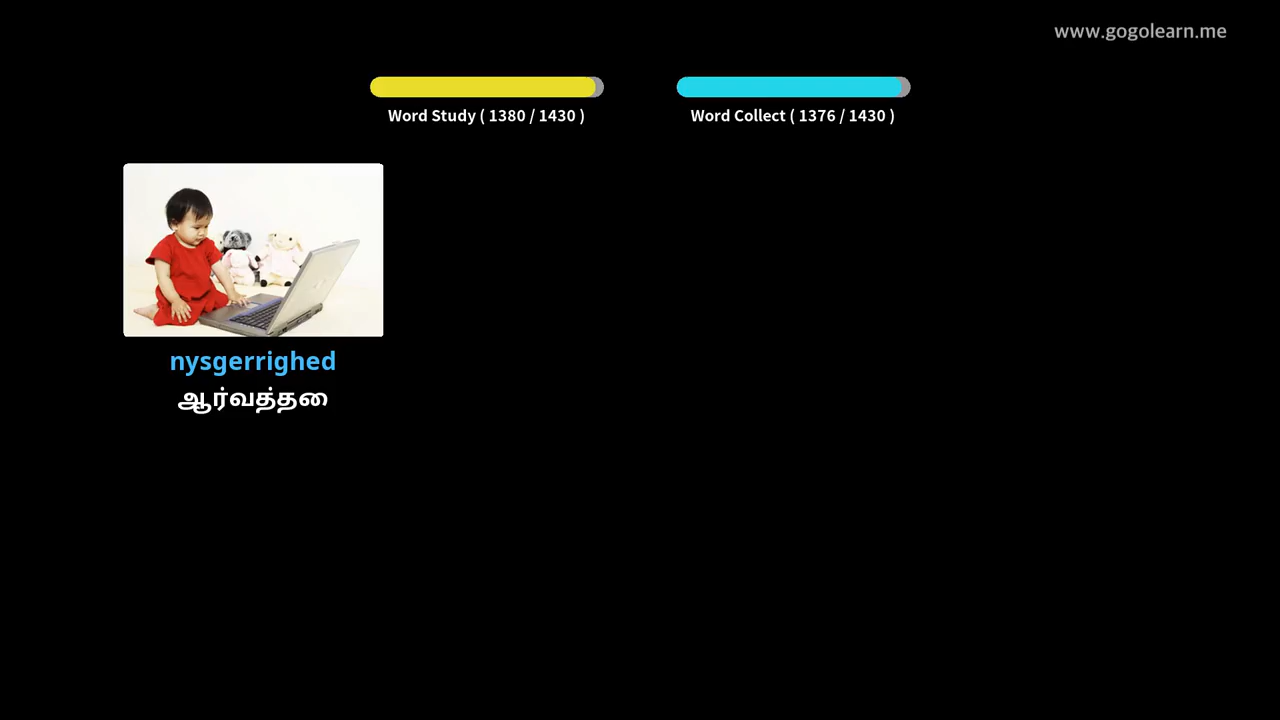 www.gogolearn.me
Word Study ( 1380 / 1430 )
Word Collect ( 1376 / 1430 )
nysgerrighed
ஆர்வத்தை